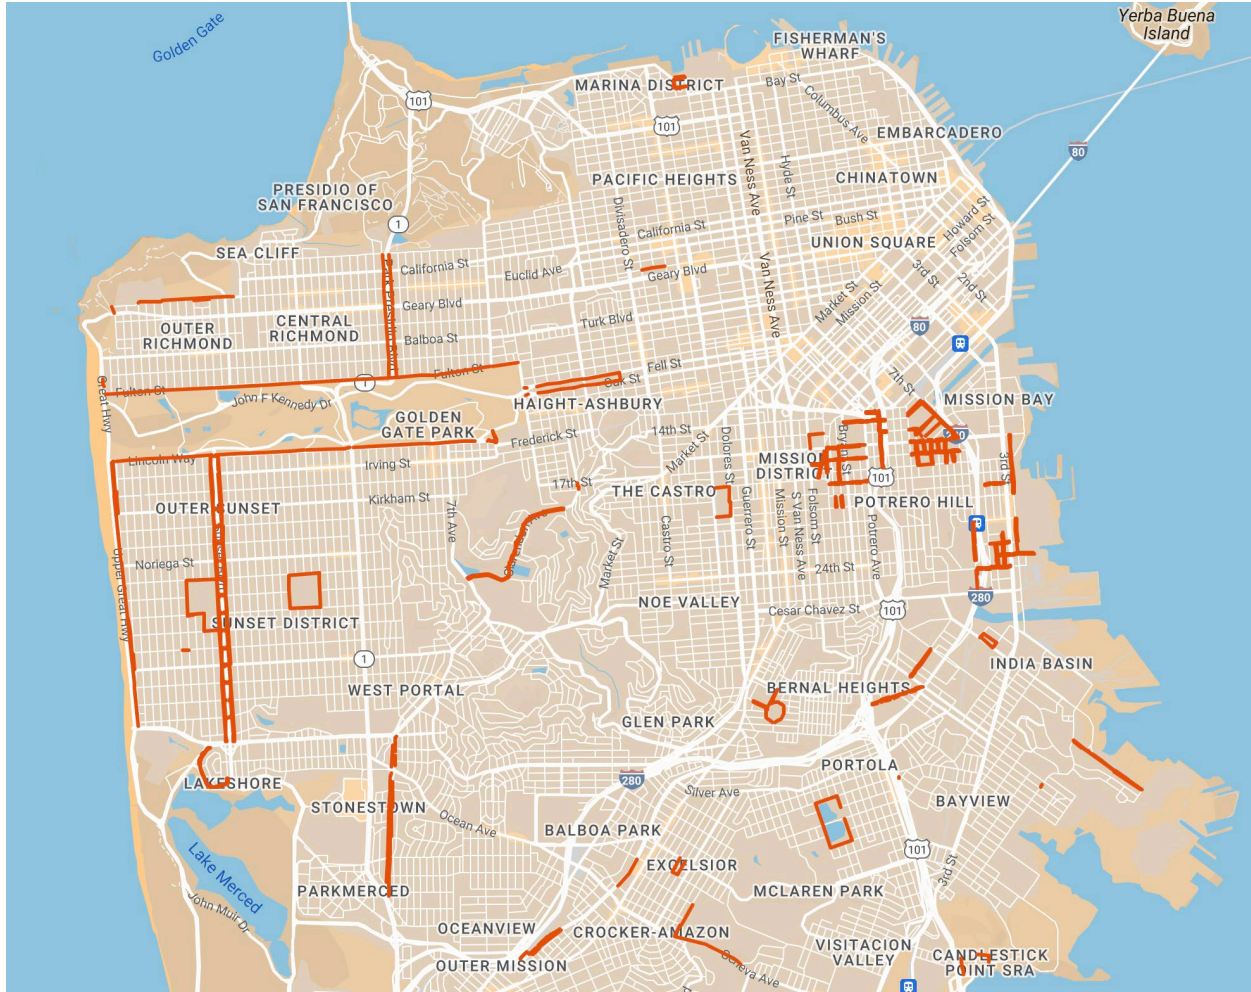 Yerba Buena
Island
Golden Gate
FISHERMAN'S
WHARF
MARINA DISTRICT
Bay St
101
Columbus Ave
101
EMBARCADERO
80
Van Ness Ave
Hyde St
PACIFIC HEIGHTS
CHINATOWN
PRESIDIO OF
SAN FRANCISCO
1
Divisadero St
California St
Pine St
Bush St
Howard St
Folsom St
SEA CLIFF
UNION SQUARE
California St
Euclid Ave
Geary Blvd
Van Ness Ave
3rd St
2nd St
Geary Blvd
Market St
Mission St
OUTER
RICHMOND
CENTRAL
RICHMOND
Turk Blvd
80
Balboa St
Fulton St
Fell St
Great Hwy
Fulton St
1
Oak St
7th St
John F Kennedy Dr
HAIGHT-ASHBURY
MISSION BAY
GOLDEN
GATE PARK
Frederick St
14th St
Market St
Dolores St
Bryan St
280
Lincoln Way
Irving St
MISSION
DISTRICT
3rd St
101
Kirkham St
17th St
THE CASTRO
OUTER SUNSET
7th Ave
Clarendon Ave
Guerrero St
Mission St
S Van Ness Ave
Folsom St
POTRERO HILL
Potrero Ave
Castro St
Market St
Noriega St
Upper Great Hwy
24th St
NOE VALLEY
Cesar Chavez St
101
280
SUNSET DISTRICT
1
INDIA BASIN
WEST PORTAL
BERNAL HEIGHTS
GLEN PARK
LAKESHORE
280
PORTOLA
STONESTOWN
Silver Ave
BAYVIEW
Ocean Ave
BALBOA PARK
101
3rd St
EXCELSIOR
Lake Merced
PARKMERCED
MCLAREN PARK
John Muir Dr
OCEANVIEW
CROCKER-AMAZON
VISITACION
VALLEY
CANDLESTICK
POINT SRA
OUTER MISSION
Geneva Ave